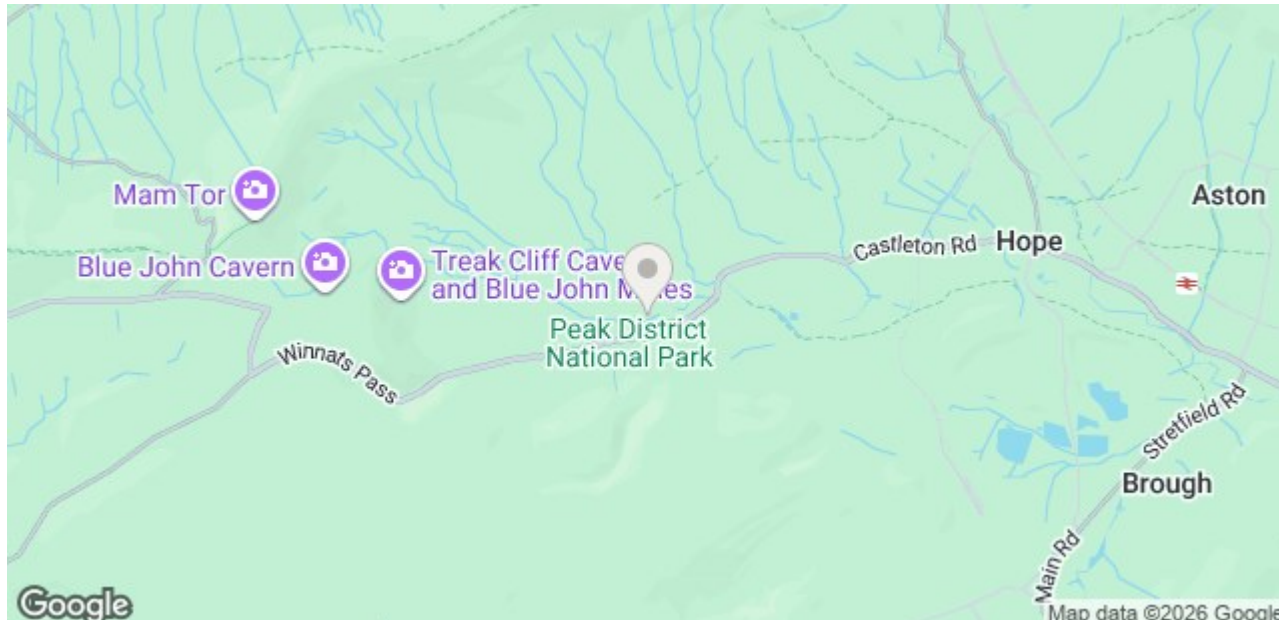 Aston
Mam Tor
Castleton Rd
Hope
Blue John Cavern
Treak Cliff Cave
and Blue John M
es
Peak District
National Park
Winnats Pass
Stretfield Rd
Brough
Main Rd
Google
Map data ©2026 Google